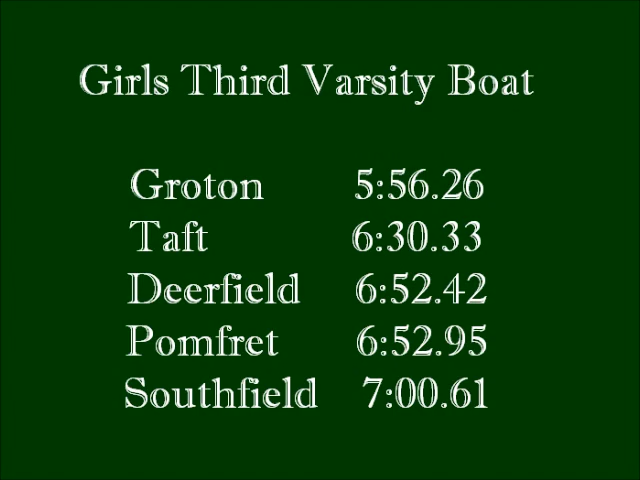 Girls Third Varsity Boat
Groton 5:56.26
Taft 6:30.33
Deerfield 6:52.42
Pomfret 6:52.95
Southfield 7:00.61